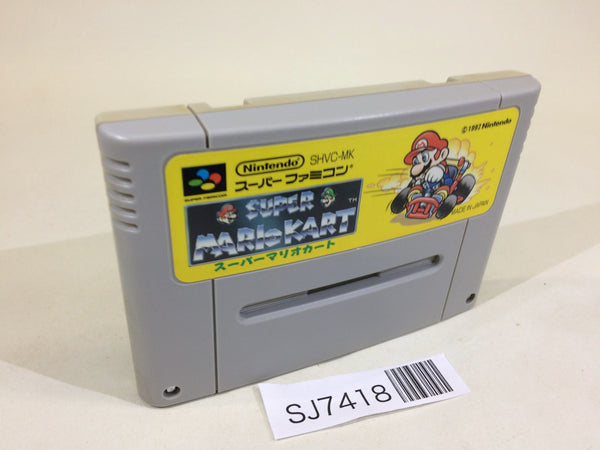 Nintendo SHVC-MK
©1992 Nintendo
スーパーファミコン
SUPER FAMICOM
SUPER
MARIO KART
TM
スーパーマリオカート
MADE IN JAPAN
SJ7418